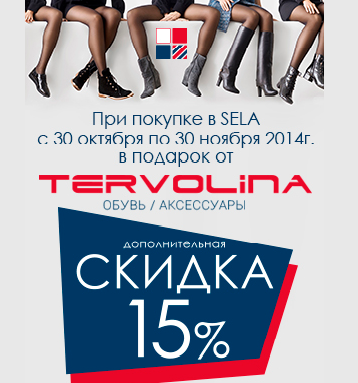 При покупке в SELA
с 30 октября по 30 ноября 2014г.
в подарок от
TERVOLINA
ОБУВЬ / АКСЕССУАРЫ
ДОПОЛНИТЕЛЬНАЯ
СКИДКА
15%